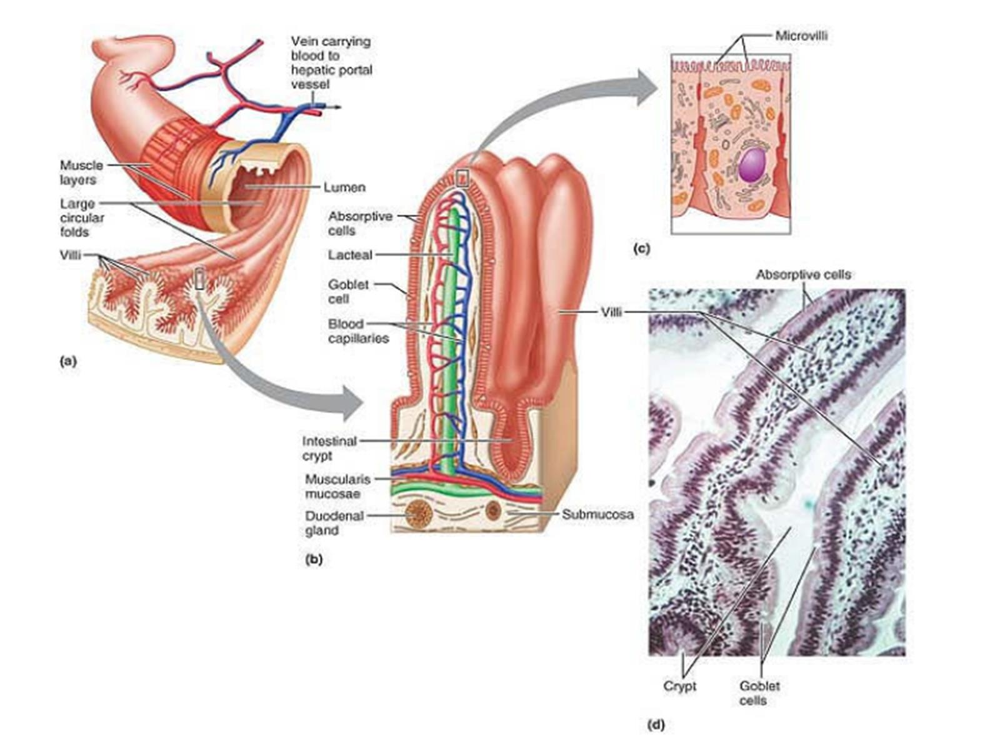 Vein carrying
blood to
hepatic portal
vessel
Muscle
layers
Lumen
Large
circular
folds
Villi
(a)
Absorptive
cells
Lacteal
Goblet
cell
Blood
capillaries
Villi
Intestinal
crypt
Muscularis
mucosae
Duodenal
gland
Submucosa
(b)
Microvilli
(c)
Absorptive cells
Crypt
Goblet
cells
(d)